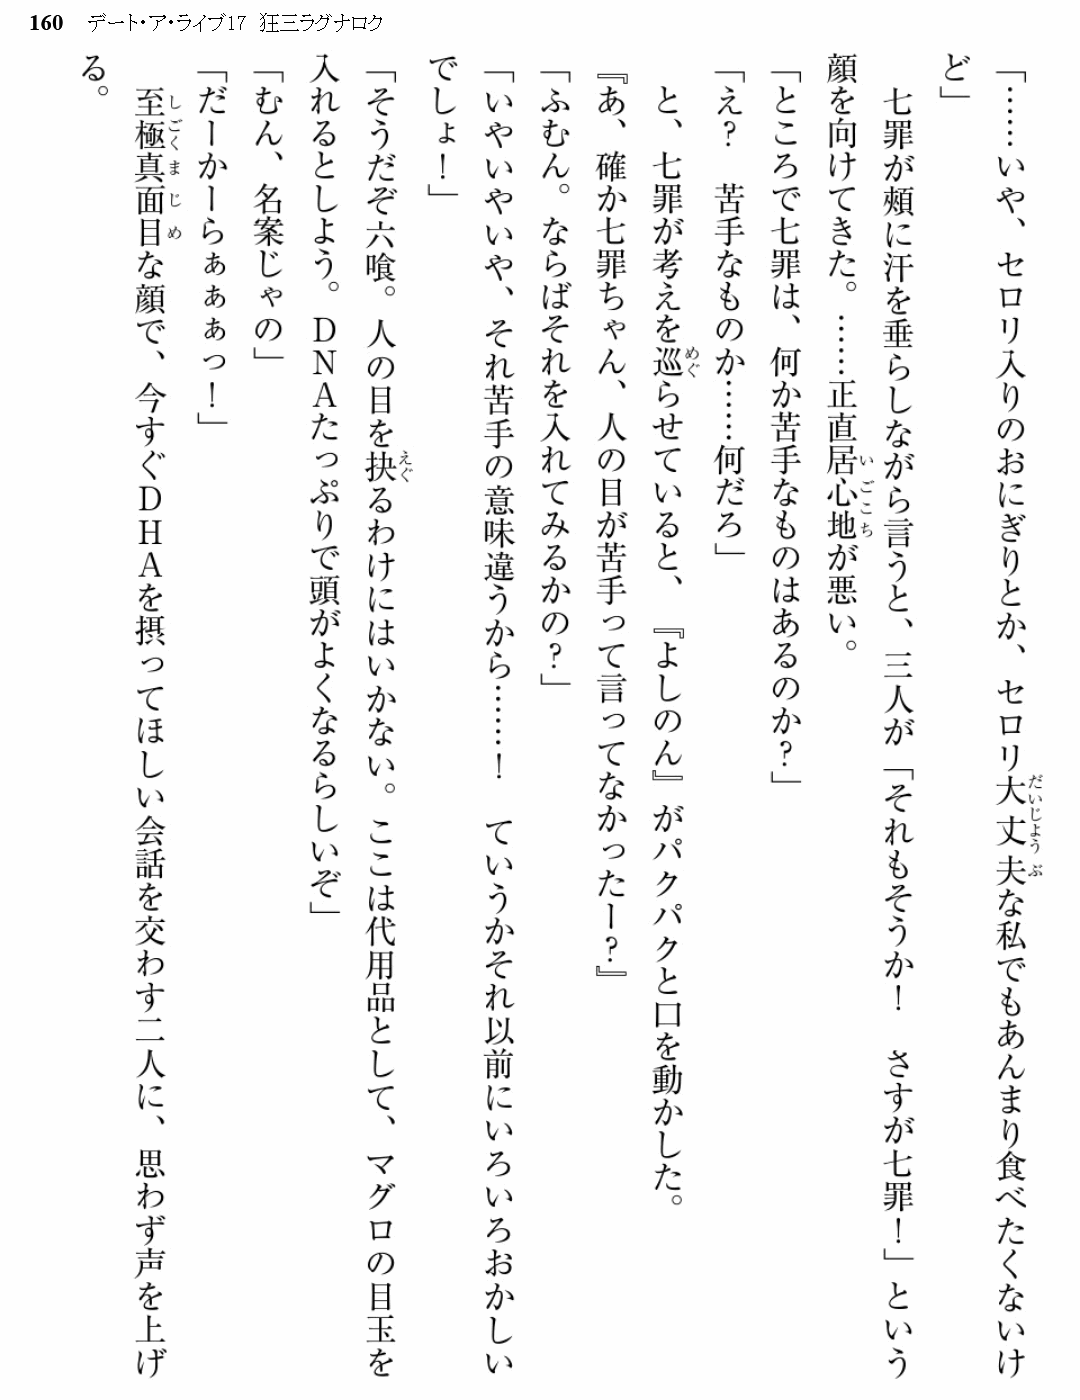 160 デート・ア・ライブ17 狂三ラグナロク
「……いや、セロリ入りのおにぎりとか、セロリ大丈夫な私でもあんまり食べたくないけ
ど」
七罪が頰に汗を垂らしながら言うと、三人が「それもそうか！ さすが七罪！」という
顔を向けてきた。……正直居心地が悪い。
「ところで七罪は、何か苦手なものはあるのか？」
「え？ 苦手なものか……何だろ」
と、七罪が考えを巡らせていると、『よしのん』がパクパクと口を動かした。
『あ、確か七罪ちゃん、人の目が苦手って言ってなかったー？』
「ふむん。ならばそれを入れてみるかの？」
「いやいやいや、それ苦手の意味違うから……！ ていうかそれ以前にいろいろおかしい
でしょ！」
「そうだぞ六喰。人の目を抉るわけにはいかない。ここは代用品として、マグロの目玉を
入れるとしよう。DNAたっぷりで頭がよくなるらしいぞ」
「むん、名案じゃの」
「だーかーらぁぁぁっ！」
至極真面目な顔で、今すぐDHAを摂ってほしい会話を交わす二人に、思わず声を上げ
る。